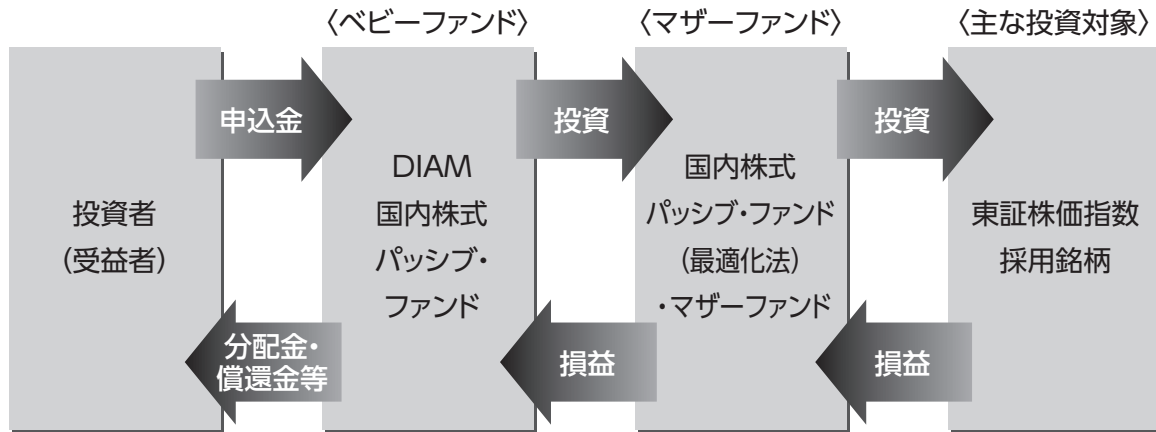 〈ベビーファンド〉
〈マザーファンド〉
〈主な投資対象〉
申込金
投資
投資
投資者
(受益者)
DIAM
国内株式
パッシブ・
ファンド
国内株式
パッシブ・ファンド
(最適化法)
・マザーファンド
東証株価指数
採用銘柄
分配金・
償還金等
損益
損益